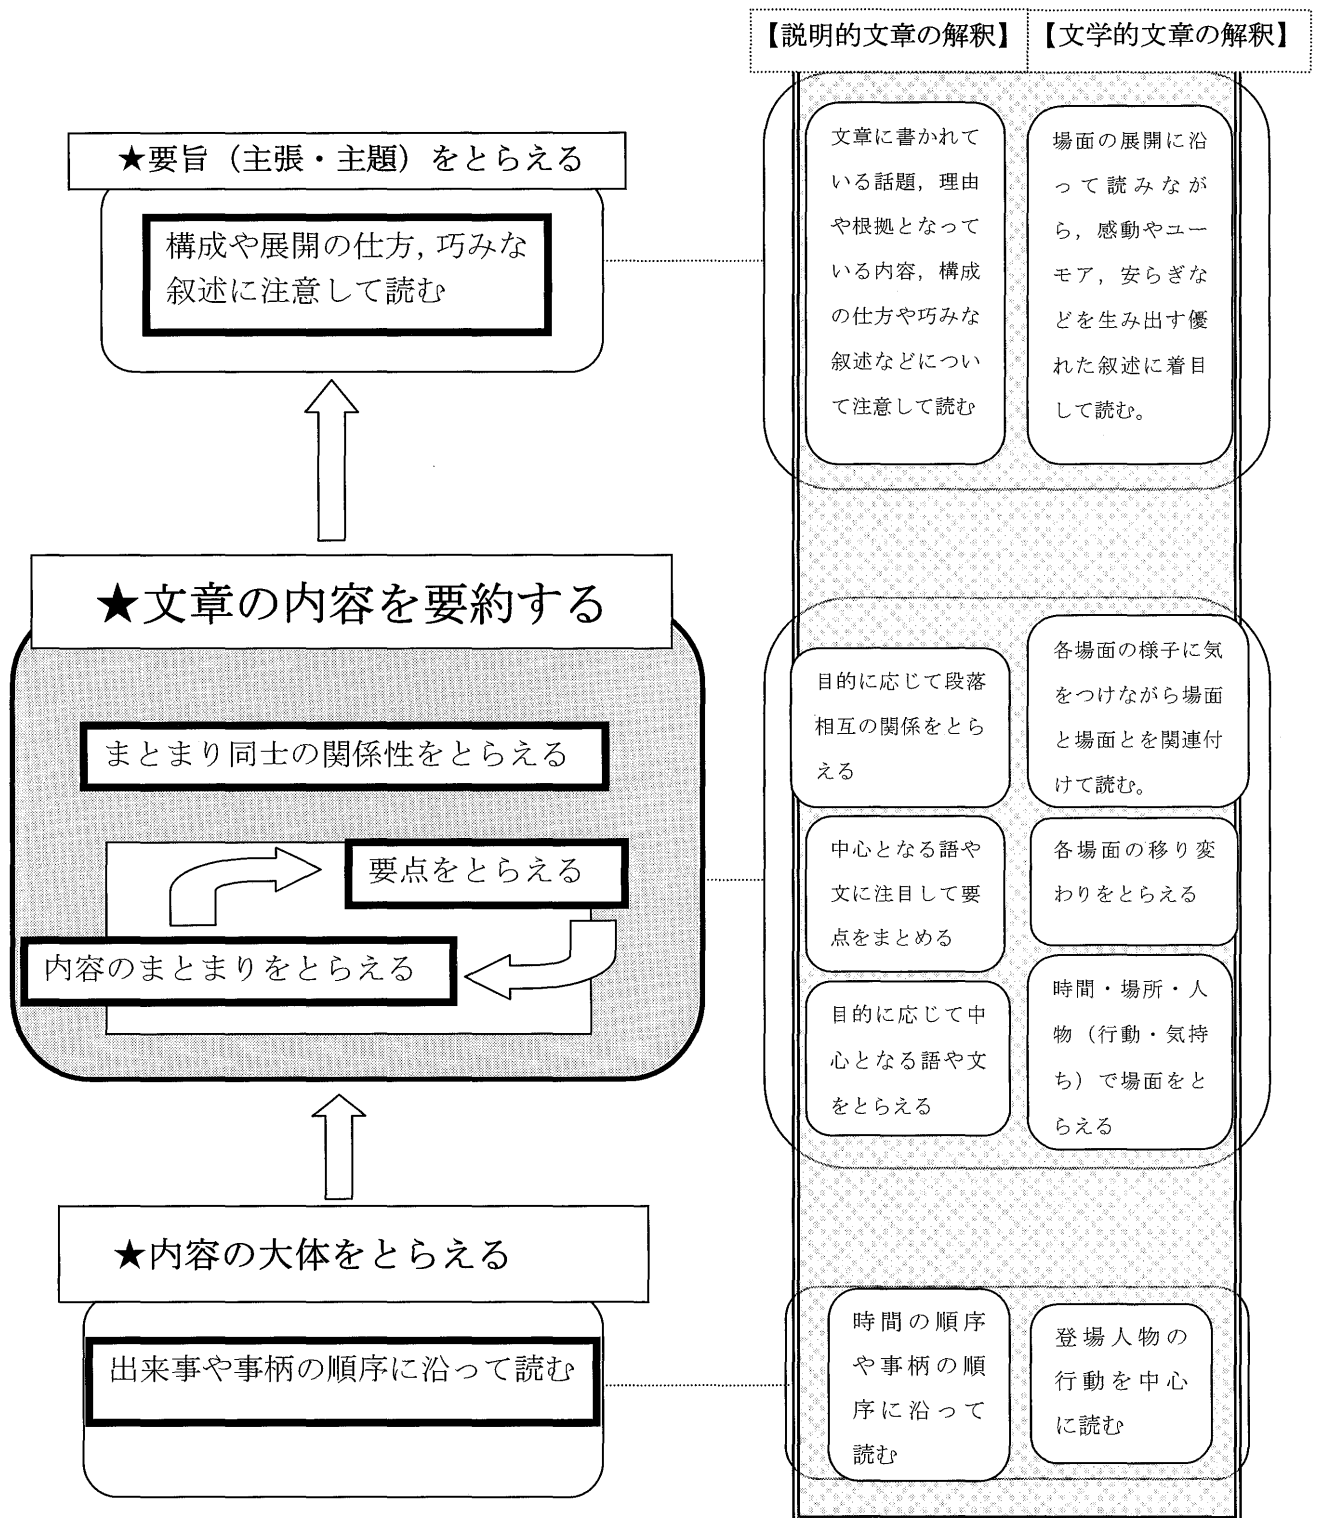 【説明的文章の解釈】
【文学的文章の解釈】
★要旨（主張・主題）をとらえる
構成や展開の仕方，巧みな
叙述に注意して読む
文章に書かれて
いる話題，理由
や根拠となって
いる内容，構成
の仕方や巧みな
叙述などについ
て注意して読む
場面の展開に沿
って読みなが
ら，感動やユー
モア，安らぎな
どを生み出す優
れた叙述に着目
して読む。
★文章の内容を要約する
まとまり同士の関係性をとらえる
要点をとらえる
内容のまとまりをとらえる
目的に応じて段落
相互の関係をとら
える
中心となる語や
文に注目して要
点をまとめる
目的に応じて中
心となる語や文
をとらえる
各場面の様子に気
をつけながら場面
と場面とを関連付
けて読む。
各場面の移り変
わりをとらえる
時間・場所・人
物（行動・気持
ち）で場面をと
らえる
★内容の大体をとらえる
出来事や事柄の順序に沿って読む
時間の順序
や事柄の順
序に沿って
読む
登場人物の
行動を中心
に読む